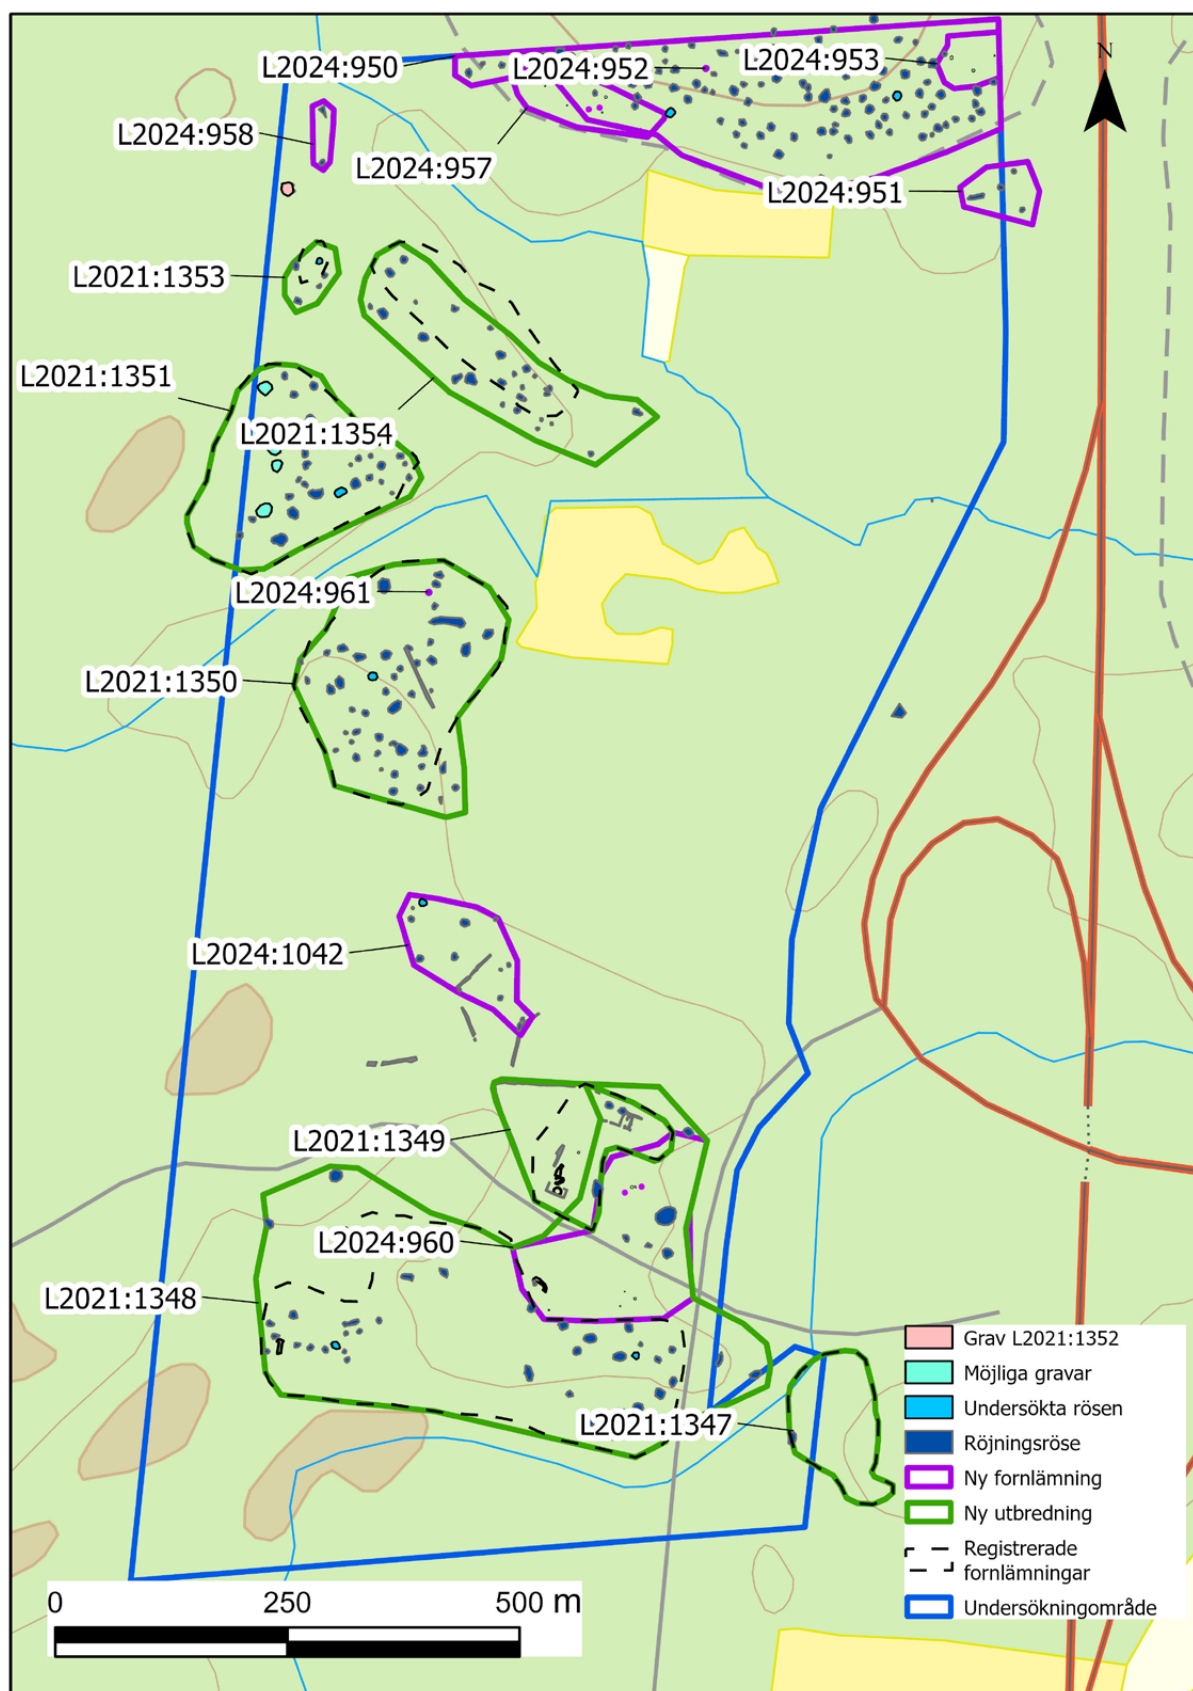 N
L2024:950
L2024:952
L2024:953
L2024:958
L2024:957
L2024:951
L2021:1353
L2021:1351
L2021:1354
L2024:961
L2021:1350
L2024:1042
L2021:1349
L2024:960
L2021:1348
L2021:1347
Grav L2021:1352
Möjliga gravar
Undersökta rösen
Röjningsröse
Ny fornlämning
Ny utbredning
Registrerade
fornlämningar
Undersökningområde
0 250 500 m